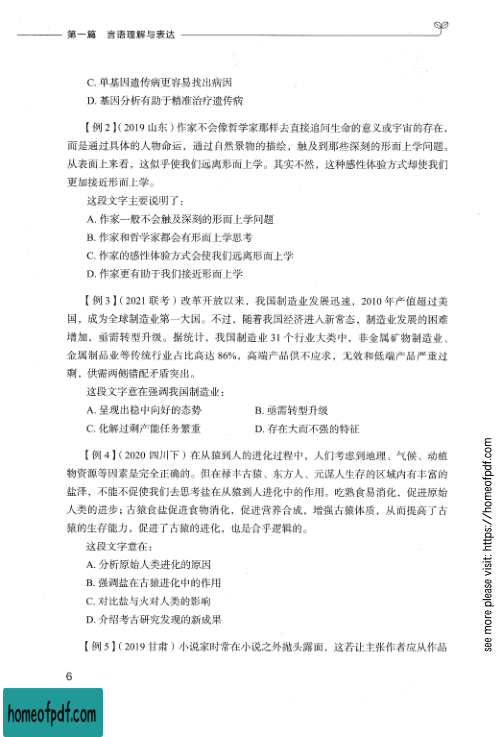 第一篇 言语理解与表达
C. 单基因遗传病更容易找出病因
D. 基因分析有助于精准治疗遗传病
【例 2】（2019 山东）作家不会像哲学家那样去直接追问生命的意义或宇宙的存在，
而是通过具体的人物命运，通过自然景物的描绘，触及到那些深刻的形而上学问题。
从表面上来看，这似乎使我们远离形而上学。其实不然，这种感性体验方式却使我们
更加接近形而上学。
这段文字主要说明了：
A. 作家一般不会触及深刻的形而上学问题
B. 作家和哲学家都会有形而上学思考
C. 作家的感性体验方式会使我们远离形而上学
D. 作家更有助于我们接近形而上学
【例 3】（2021 联考）改革开放以来，我国制造业发展迅速，2010 年产值超过美
国，成为全球制造业第一大国。不过，随着我国经济进入新常态，制造业发展的困难
增加，亟需转型升级。据统计，我国制造业 31 个行业大类中，非金属矿物制造业、
金属制品业等传统行业占比高达 86%，高端产品供不应求，无效和低端产品严重过
剩，供需两侧错配矛盾突出。
这段文字意在强调我国制造业：
A. 呈现出稳中向好的态势 B. 亟需转型升级
C. 化解过剩产能任务繁重 D. 存在大而不强的特征
【例 4】（2020 四川下）在从猿到人的进化过程中，人们考虑到地理、气候、动植
物资源等因素是完全正确的。但在禄丰古猿、东方人、元谋人生存的区域内有丰富的
盐泽，不能不促使我们去思考盐在从猿到人进化中的作用。吃熟食易消化，促进原始
人类的进步；古猿食盐促进食物消化，促进营养合成，增强古猿体质，从而提高了古
猿的生存能力，促进了古猿的进化，也是合乎逻辑的。
这段文字意在：
A. 分析原始人类进化的原因
B. 强调盐在古猿进化中的作用
C. 对比盐与火对人类的影响
D. 介绍考古研究发现的新成果
【例 5】（2019 甘肃）小说家时常在小说之外抛头露面，这若让主张作者应从作品
6
homeofpdf.com
see more please visit: https://homeofpdf.com